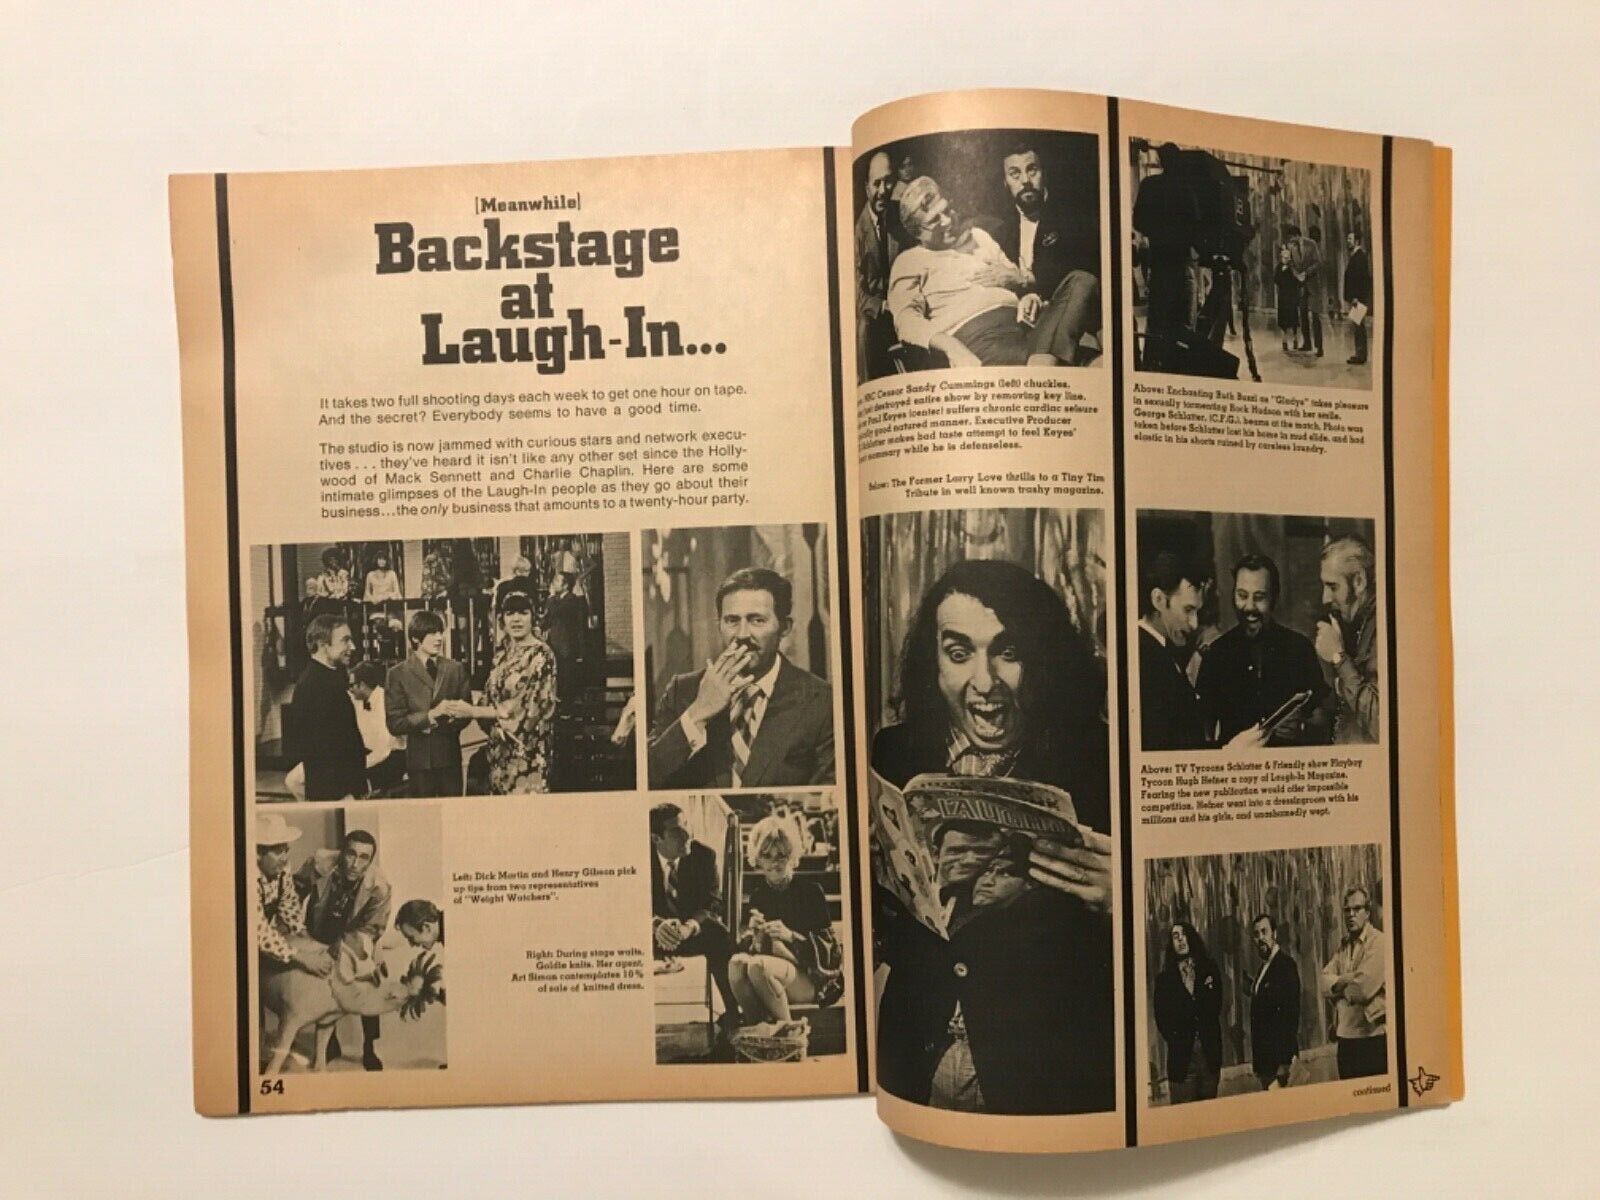 [Meanwhile]
Backstage
at
Laugh-In...
It takes two full shooting days each week to get one hour on tape.
And the secret? Everybody seems to have a good time.
The studio is now jammed with curious stars and network execu-
tives . . . they've heard it isn't like any other set since the Holly-
wood of Mack Sennett and Charlie Chaplin. Here are some
intimate glimpses of the Laugh-In people as they go about their
business...the only business that amounts to a twenty-hour party.
Left: Dick Martin and Henry Gibson pick
up tips from two representatives
of "Weight Watchers".
Right: During stage waits,
Goldie knits. Her agent,
Art Simon contemplates 10%
of sale of knitted dress.
54
NBC Censor Sandy Cummings (left) chuckles.
destroyed entire show by removing key line.
Paul Keyes (center) suffers chronic cardiac seizure
good natured manner. Executive Producer
Schlatter makes bad taste attempt to feel Keyes'
mammary while he is defenseless.
Below: The Former Larry Love thrills to a Tiny Tim
Tribute in well known trashy magazine.
LAUGH-IN
Above: Enchanting Ruth Buzzi as "Gladys" takes pleasure
in sexually tormenting Rock Hudson with her smile.
George Schlatter, (C.F.G.), beams at the match. Photo was
taken before Schlatter lost his home in mud slide, and had
elastic in his shorts ruined by careless laundry.
Above: TV Tycoons Schlatter & Friendly show Playboy
Tycoon Hugh Hefner a copy of Laugh-In Magazine.
Fearing the new publication would offer impossible
competition, Hefner went into a dressingroom with his
millions and his girls, and unashamedly wept.
continued